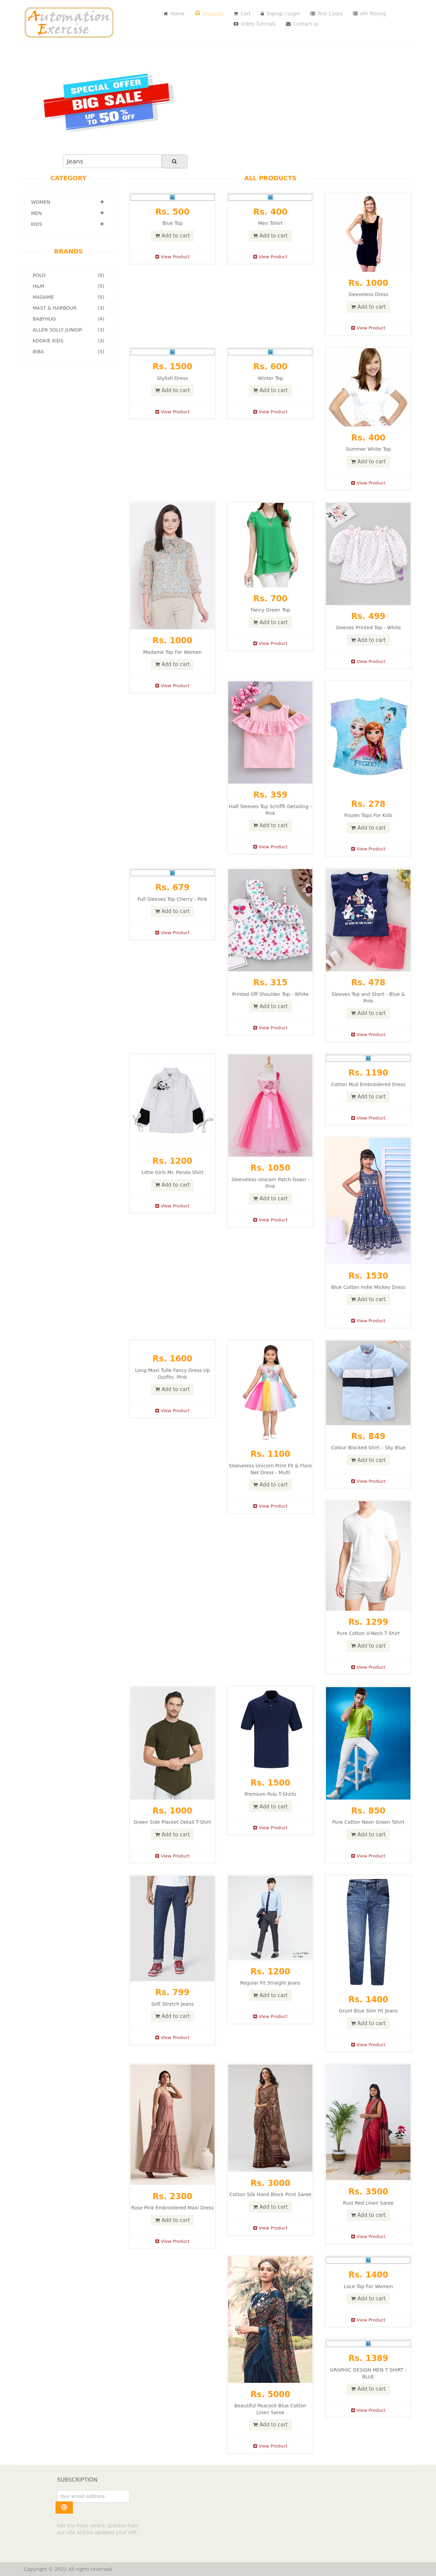 Automation
Exercise
Home
Products
Cart
Signup / Login
Test Cases
API Testing
Video Tutorials
Contact us
SPECIAL OFFER
BIG SALE
UP TO 50% OFF
Jeans
CATEGORY
WOMEN
MEN
KIDS
BRANDS
POLO (6)
H&M (5)
MADAME (5)
MAST & HARBOUR (3)
BABYHUG (4)
ALLEN SOLLY JUNIOR (3)
KOOKIE KIDS (3)
BIBA (5)
ALL PRODUCTS
Rs. 500
Blue Top
Add to cart
View Product
Rs. 400
Men Tshirt
Add to cart
View Product
Rs. 1000
Sleeveless Dress
Add to cart
View Product
Rs. 1500
Stylish Dress
Add to cart
View Product
Rs. 600
Winter Top
Add to cart
View Product
Rs. 400
Summer White Top
Add to cart
View Product
Rs. 1000
Madame Top For Women
Add to cart
View Product
Rs. 700
Fancy Green Top
Add to cart
View Product
Rs. 499
Sleeves Printed Top - White
Add to cart
View Product
Rs. 359
Half Sleeves Top Schiffli Detailing -
Pink
Add to cart
View Product
FROZEN
Rs. 278
Frozen Tops For Kids
Add to cart
View Product
Rs. 679
Full Sleeves Top Cherry - Pink
Add to cart
View Product
Rs. 315
Printed Off Shoulder Top - White
Add to cart
View Product
Rs. 478
Sleeves Top and Short - Blue &
Pink
Add to cart
View Product
Rs. 1200
Little Girls Mr. Panda Shirt
Add to cart
View Product
Rs. 1050
Sleeveless Unicorn Patch Gown -
Pink
Add to cart
View Product
Rs. 1190
Cotton Mull Embroidered Dress
Add to cart
View Product
Rs. 1530
Blue Cotton Indie Mickey Dress
Add to cart
View Product
Rs. 1600
Long Maxi Tulle Fancy Dress Up
Outfits -Pink
Add to cart
View Product
Rs. 1100
Sleeveless Unicorn Print Fit & Flare
Net Dress - Multi
Add to cart
View Product
Rs. 849
Colour Blocked Shirt – Sky Blue
Add to cart
View Product
Rs. 1299
Pure Cotton V-Neck T-Shirt
Add to cart
View Product
Rs. 1000
Green Side Placket Detail T-Shirt
Add to cart
View Product
Rs. 1500
Premium Polo T-Shirts
Add to cart
View Product
Rs. 850
Pure Cotton Neon Green Tshirt
Add to cart
View Product
Rs. 799
Soft Stretch Jeans
Add to cart
View Product
Rs. 1200
Regular Fit Straight Jeans
Add to cart
View Product
Rs. 1400
Grunt Blue Slim Fit Jeans
Add to cart
View Product
Rs. 2300
Rose Pink Embroidered Maxi Dress
Add to cart
View Product
Rs. 3000
Cotton Silk Hand Block Print Saree
Add to cart
View Product
Rs. 3500
Rust Red Linen Saree
Add to cart
View Product
Rs. 5000
Beautiful Peacock Blue Cotton
Linen Saree
Add to cart
View Product
Rs. 1400
Lace Top For Women
Add to cart
View Product
Rs. 1389
GRAPHIC DESIGN MEN T SHIRT -
BLUE
Add to cart
View Product
SUBSCRIPTION
Your email address
Get the most recent updates from
our site and be updated your self...
Copyright © 2021 All rights reserved